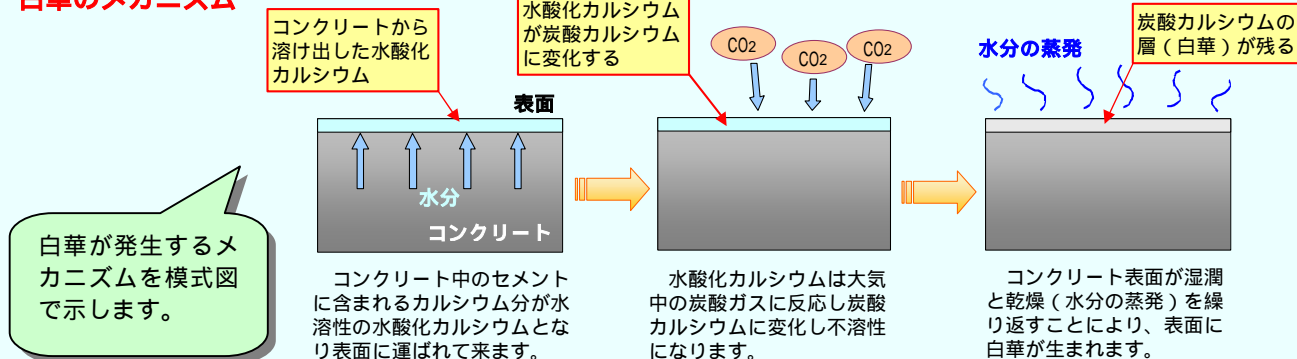 白華のメカニズム
コンクリートから
溶け出した水酸化
カルシウム
水酸化カルシウム
が炭酸カルシウム
に変化する
CO2
CO2
CO2
炭酸カルシウムの
層（白華）が残る
水分の蒸発
表面
水分
コンクリート
白華が発生するメ
カニズムを模式図
で示します。
コンクリート中のセメント
に含まれるカルシウム分が水
溶性の水酸化カルシウムとな
り表面に運ばれて来ます。
水酸化カルシウムは大気
中の炭酸ガスに反応し炭酸
カルシウムに変化し不溶性
になります。
コンクリート表面が湿潤
と乾燥（水分の蒸発）を繰
り返すことにより、表面に
白華が生まれます。